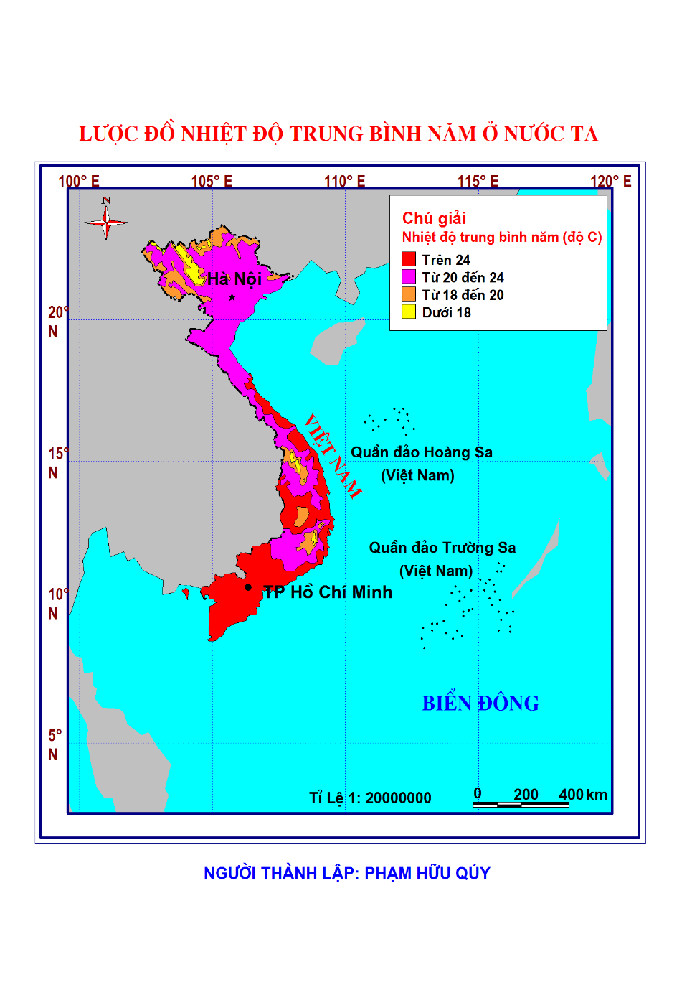 LƯỢC ĐỒ NHIỆT ĐỘ TRUNG BÌNH NĂM Ở NƯỚC TA
100° E 105° E 110° E 115° E 120° E
N
Chú giải
Nhiệt độ trung bình năm (độ C)
Trên 24
Từ 20 đến 24
Từ 18 đến 20
Dưới 18
Hà Nội
20°
N
VIỆT NAM
15°
N
Quần đảo Hoàng Sa
(Việt Nam)
Quần đảo Trường Sa
(Việt Nam)
10°
N
TP Hồ Chí Minh
BIỂN ĐÔNG
5°
N
Tỉ Lệ 1: 20000000
0 200 400 km
NGƯỜI THÀNH LẬP: PHẠM HỮU QÚY